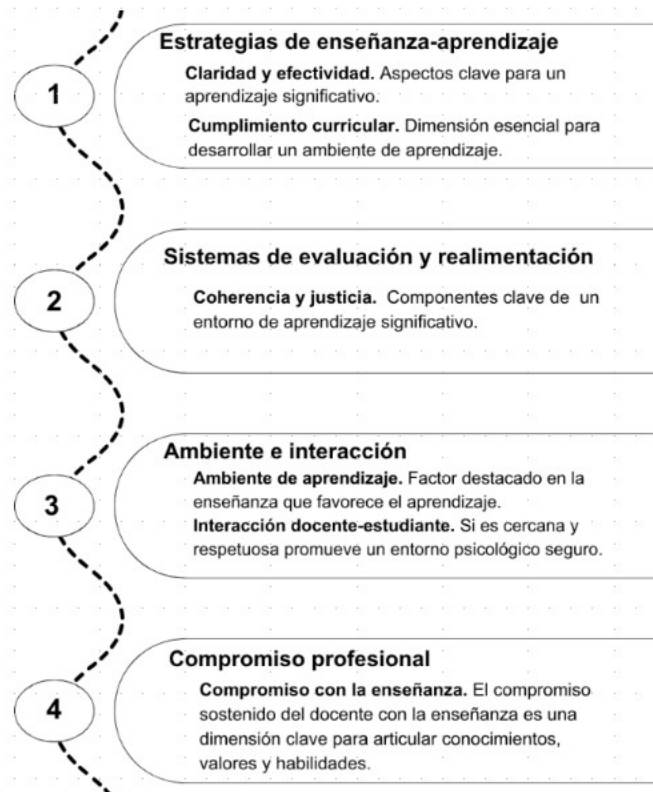 1
Estrategias de enseñanza-aprendizaje
Claridad y efectividad. Aspectos clave para un
aprendizaje significativo.
Cumplimiento curricular. Dimensión esencial para
desarrollar un ambiente de aprendizaje.
2
Sistemas de evaluación y realimentación
Coherencia y justicia. Componentes clave de un
entorno de aprendizaje significativo.
3
Ambiente e interacción
Ambiente de aprendizaje. Factor destacado en la
enseñanza que favorece el aprendizaje.
Interacción docente-estudiante. Si es cercana y
respetuosa promueve un entorno psicológico seguro.
4
Compromiso profesional
Compromiso con la enseñanza. El compromiso
sostenido del docente con la enseñanza es una
dimensión clave para articular conocimientos,
valores y habilidades.